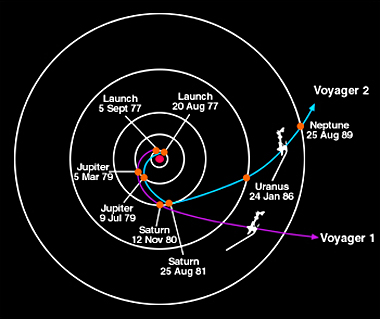 Launch
5 Sept 77
Launch
20 Aug 77
Voyager 2
Neptune
25 Aug 89
Jupiter
5 Mar 79
Jupiter
9 Jul 79
Uranus
24 Jan 86
Saturn
12 Nov 80
Saturn
25 Aug 81
Voyager 1